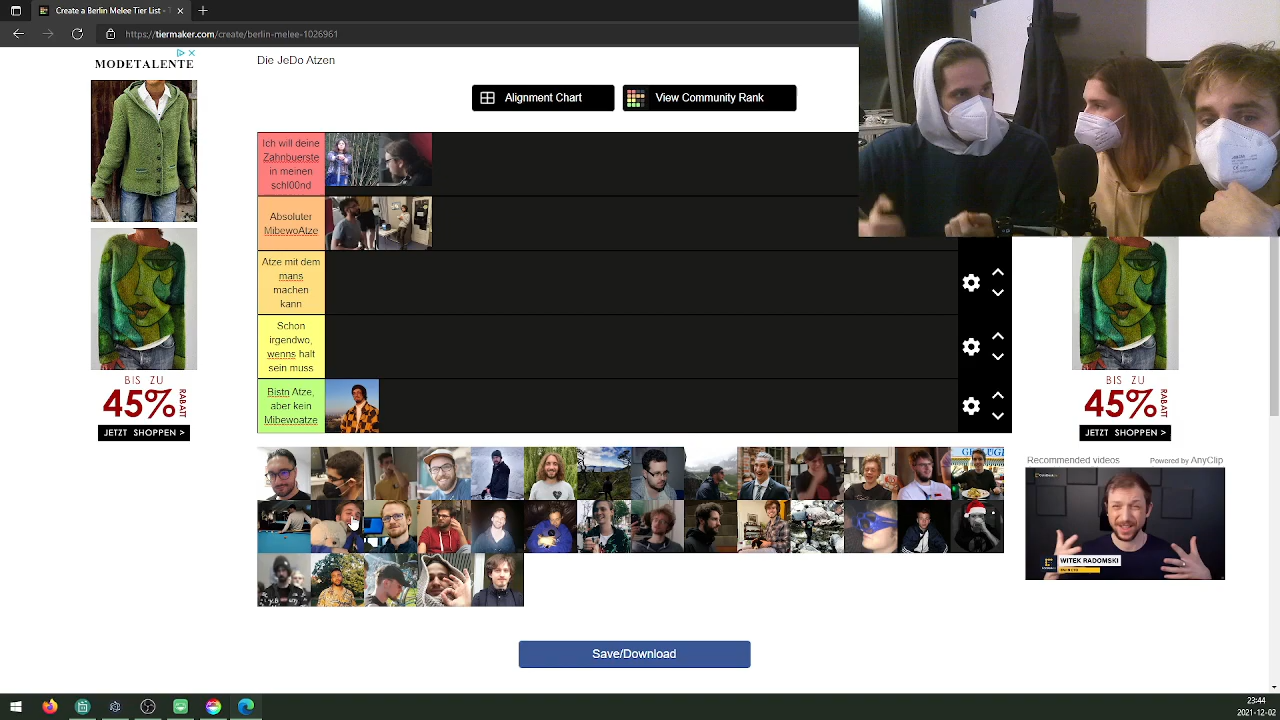 Create a Berlin Melee Tier List - T
https://tiermaker.com/create/berlin-melee-1026961
MODETALENTE
Die JeDo Atzen
Alignment Chart
View Community Rank
Ich will deine
Zahnbuerste
in meinen
schl00nd
Absoluter
MibewoAtze
Atze mit dem
mans
machen
kann
Schon
irgendwo,
wenns halt
sein muss
Bistn Atze,
aber kein
Mibewoatze
BIS ZU
45%
RABATT
JETZT SHOPPEN >
BIS ZU
45%
RABATT
JETZT SHOPPEN >
Recommended videos
Powered by AnyClip
WITEK RADOMSKI
Save/Download
23:44
2021-12-02